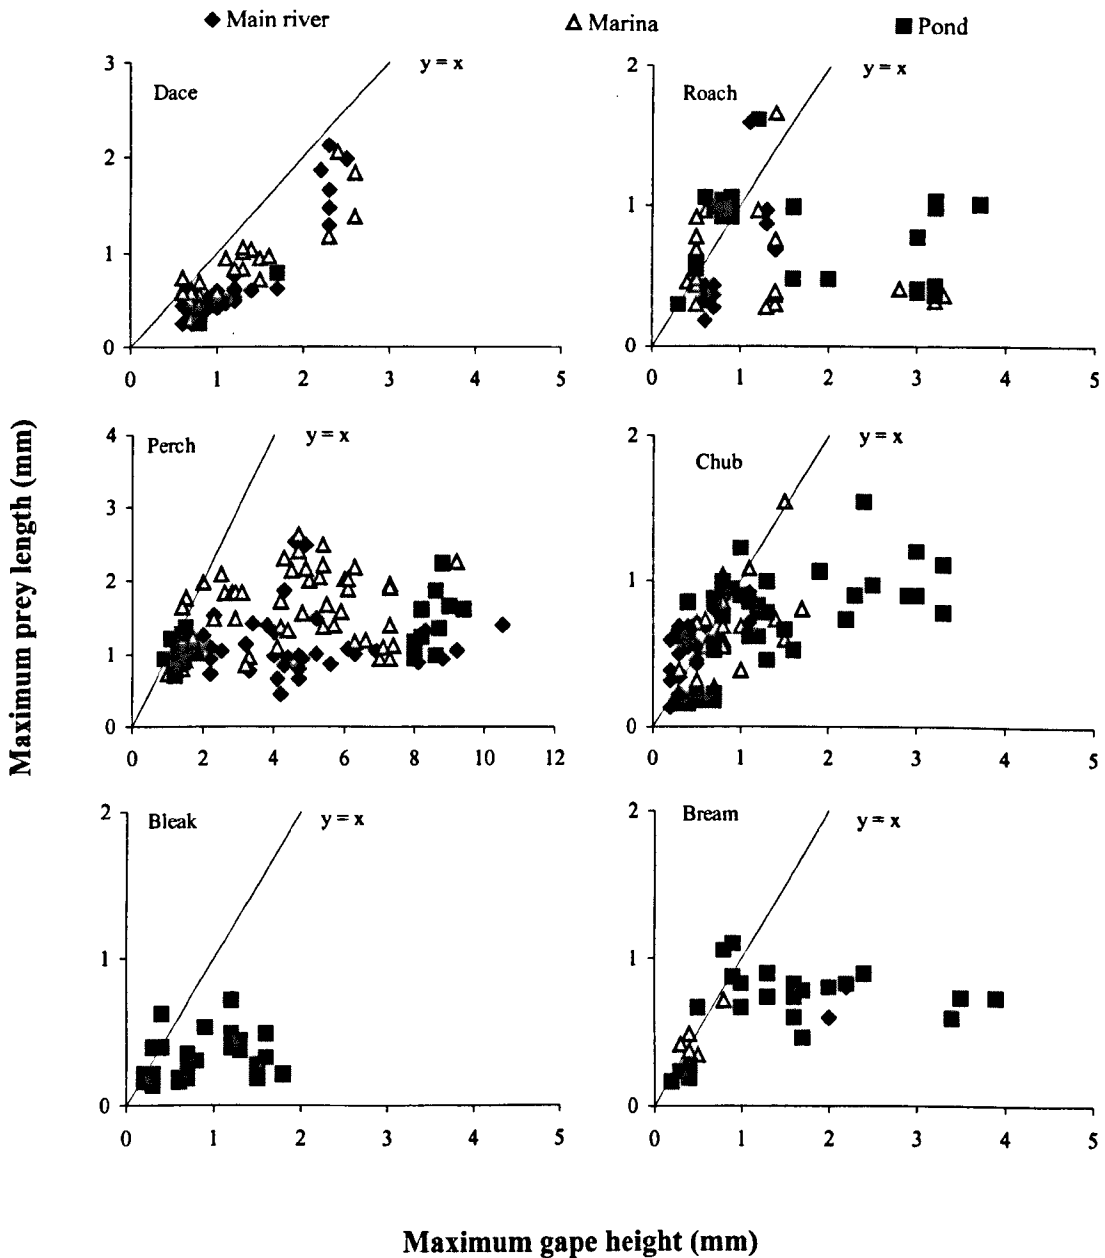 Main river Marina Pond
3 y = x
Dace
2
1
0
0 1 2 3 4 5
2 y = x
Roach
1
0
0 1 2 3 4 5
4 y = x
Perch
3
2
1
0
0 2 4 6 8 10 12
2 y = x
Chub
1
0
0 1 2 3 4 5
2
Bleak y = x
1
0
0 1 2 3 4 5
2
Bream y = x
1
0
0 1 2 3 4 5
Maximum prey length (mm)
Maximum gape height (mm)